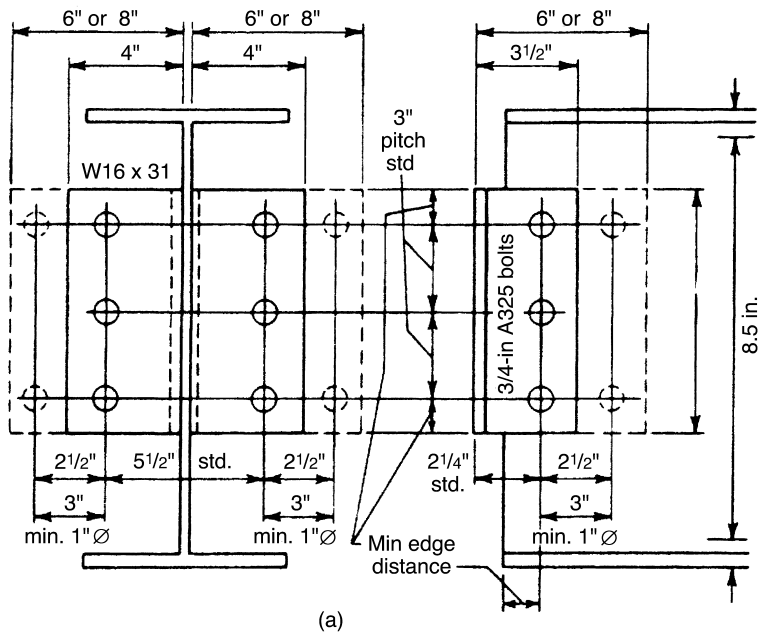 6" or 8"
6" or 8"
6" or 8"
4"
4"
3 1/2"
3"
pitch
std
W16 x 31
3/4-in A325 bolts
8.5 in.
2 1/2"
5 1/2"
std.
2 1/2"
2 1/4"
std.
2 1/2"
3"
min. 1" Ø
3"
min. 1" Ø
3"
min. 1" Ø
Min edge
distance
(a)